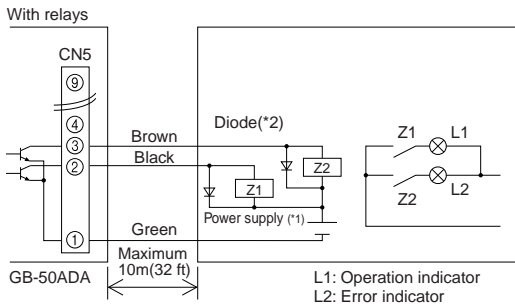 With relays
CN5
⑨
④
③
②
①
Brown
Black
Green
Diode(*2)
Z2
Z1
Power supply (*1)
Z1
L1
Z2
L2
Maximum
10m(32 ft)
GB-50ADA
L1: Operation indicator
L2: Error indicator